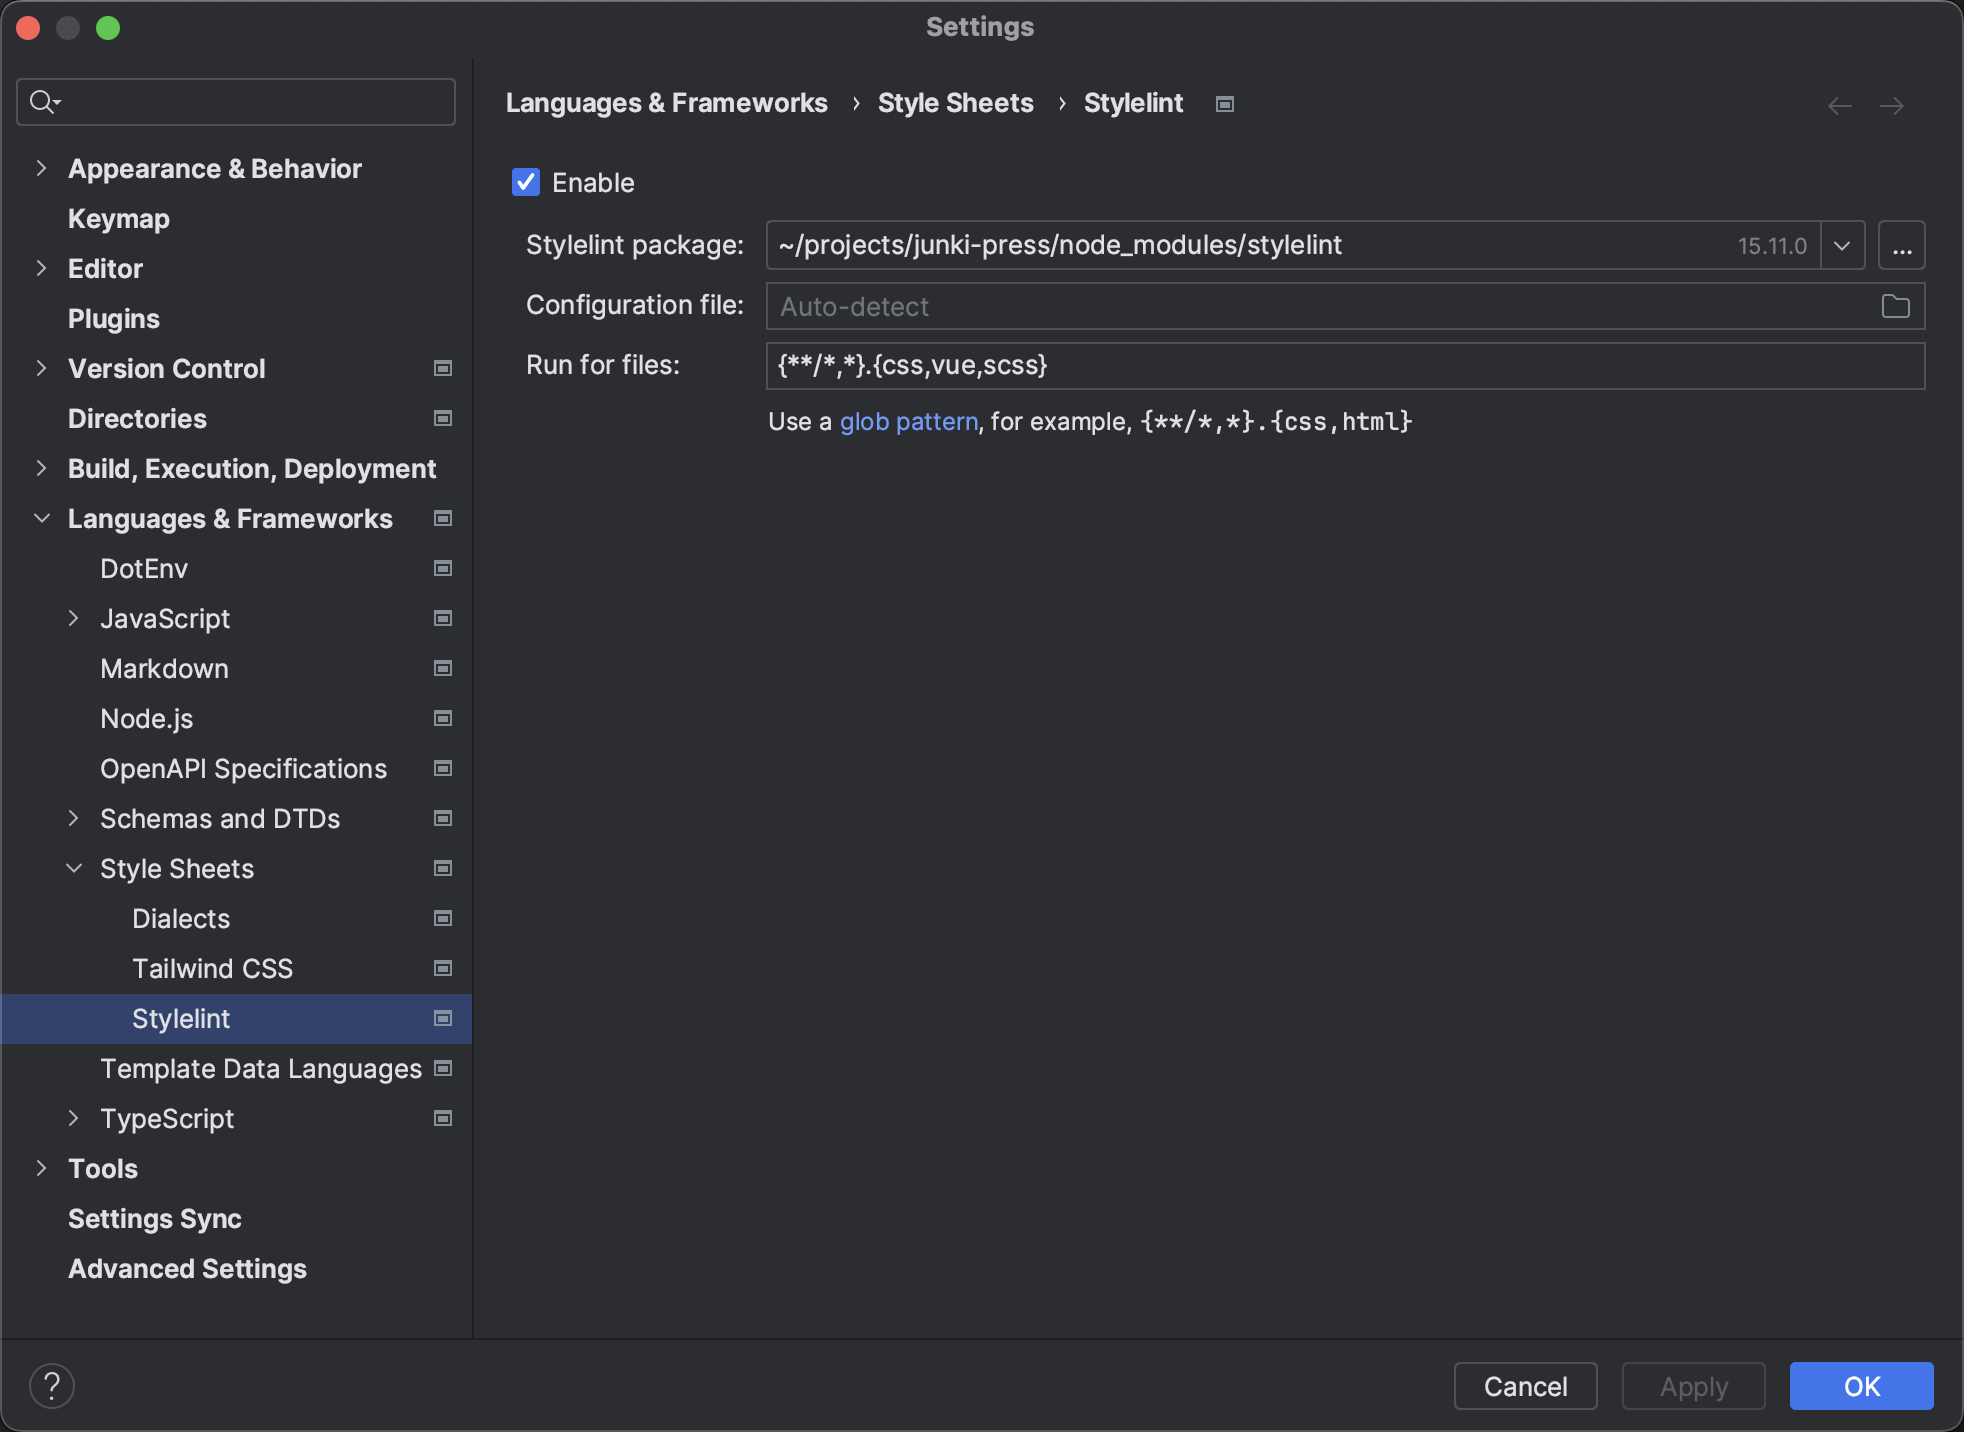 Settings
Languages & Frameworks › Style Sheets › Stylelint
Appearance & Behavior
Keymap
Editor
Plugins
Version Control
Directories
Build, Execution, Deployment
Languages & Frameworks
DotEnv
JavaScript
Markdown
Node.js
OpenAPI Specifications
Schemas and DTDs
Style Sheets
Dialects
Tailwind CSS
Stylelint
Template Data Languages
TypeScript
Tools
Settings Sync
Advanced Settings
Enable
Stylelint package: ~/projects/junki-press/node_modules/stylelint 15.11.0 ...
Configuration file: Auto-detect
Run for files: {**/*,*}.{css,vue,scss}
Use a glob pattern, for example, {**/*,*}.{css,html}
? Cancel Apply OK